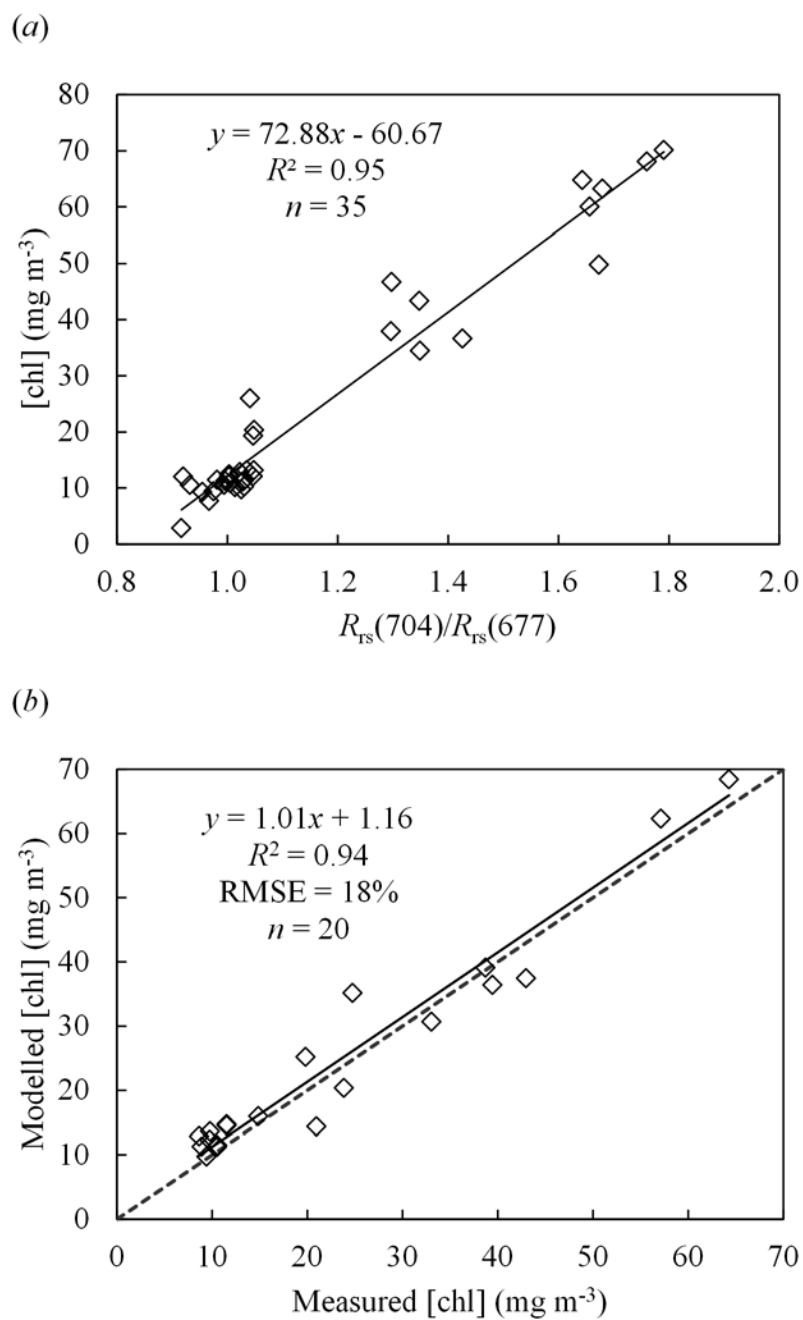 (a)
80
70
60
50
40
30
20
10
0
[chl] (mg m⁻³)
y = 72.88x - 60.67
R² = 0.95
n = 35
0.8 1.0 1.2 1.4 1.6 1.8 2.0
Rrs(704)/Rrs(677)
(b)
70
60
50
40
30
20
10
0
Modelled [chl] (mg m⁻³)
y = 1.01x + 1.16
R² = 0.94
RMSE = 18%
n = 20
0 10 20 30 40 50 60 70
Measured [chl] (mg m⁻³)